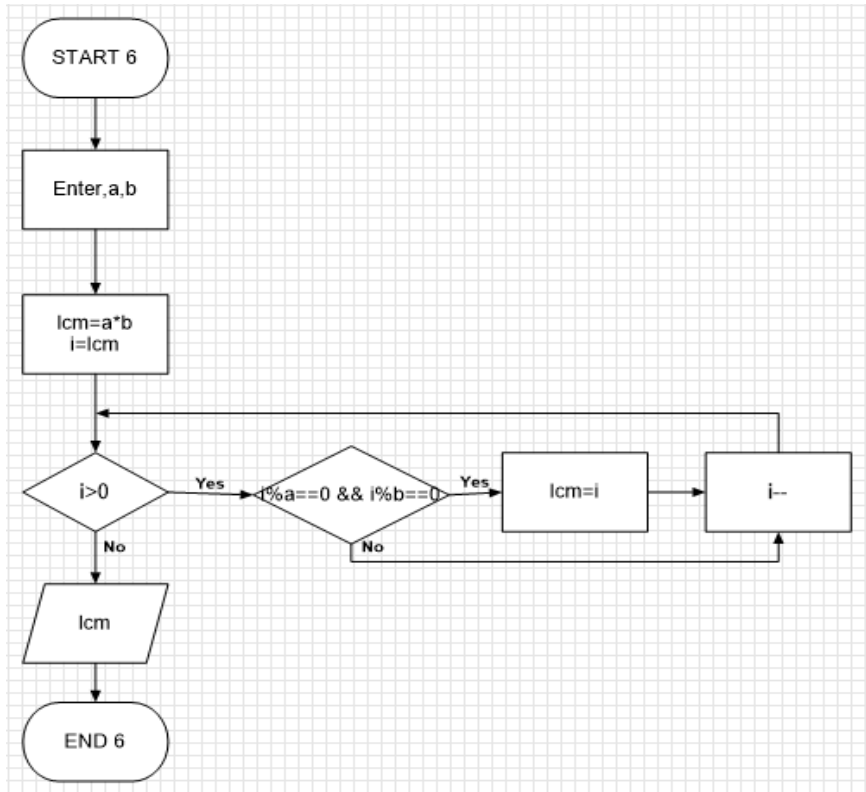 START 6
Enter,a,b
lcm=a*b
i=lcm
i>0
Yes
i%a==0 && i%b==0
Yes
lcm=i
i--
No
No
lcm
END 6